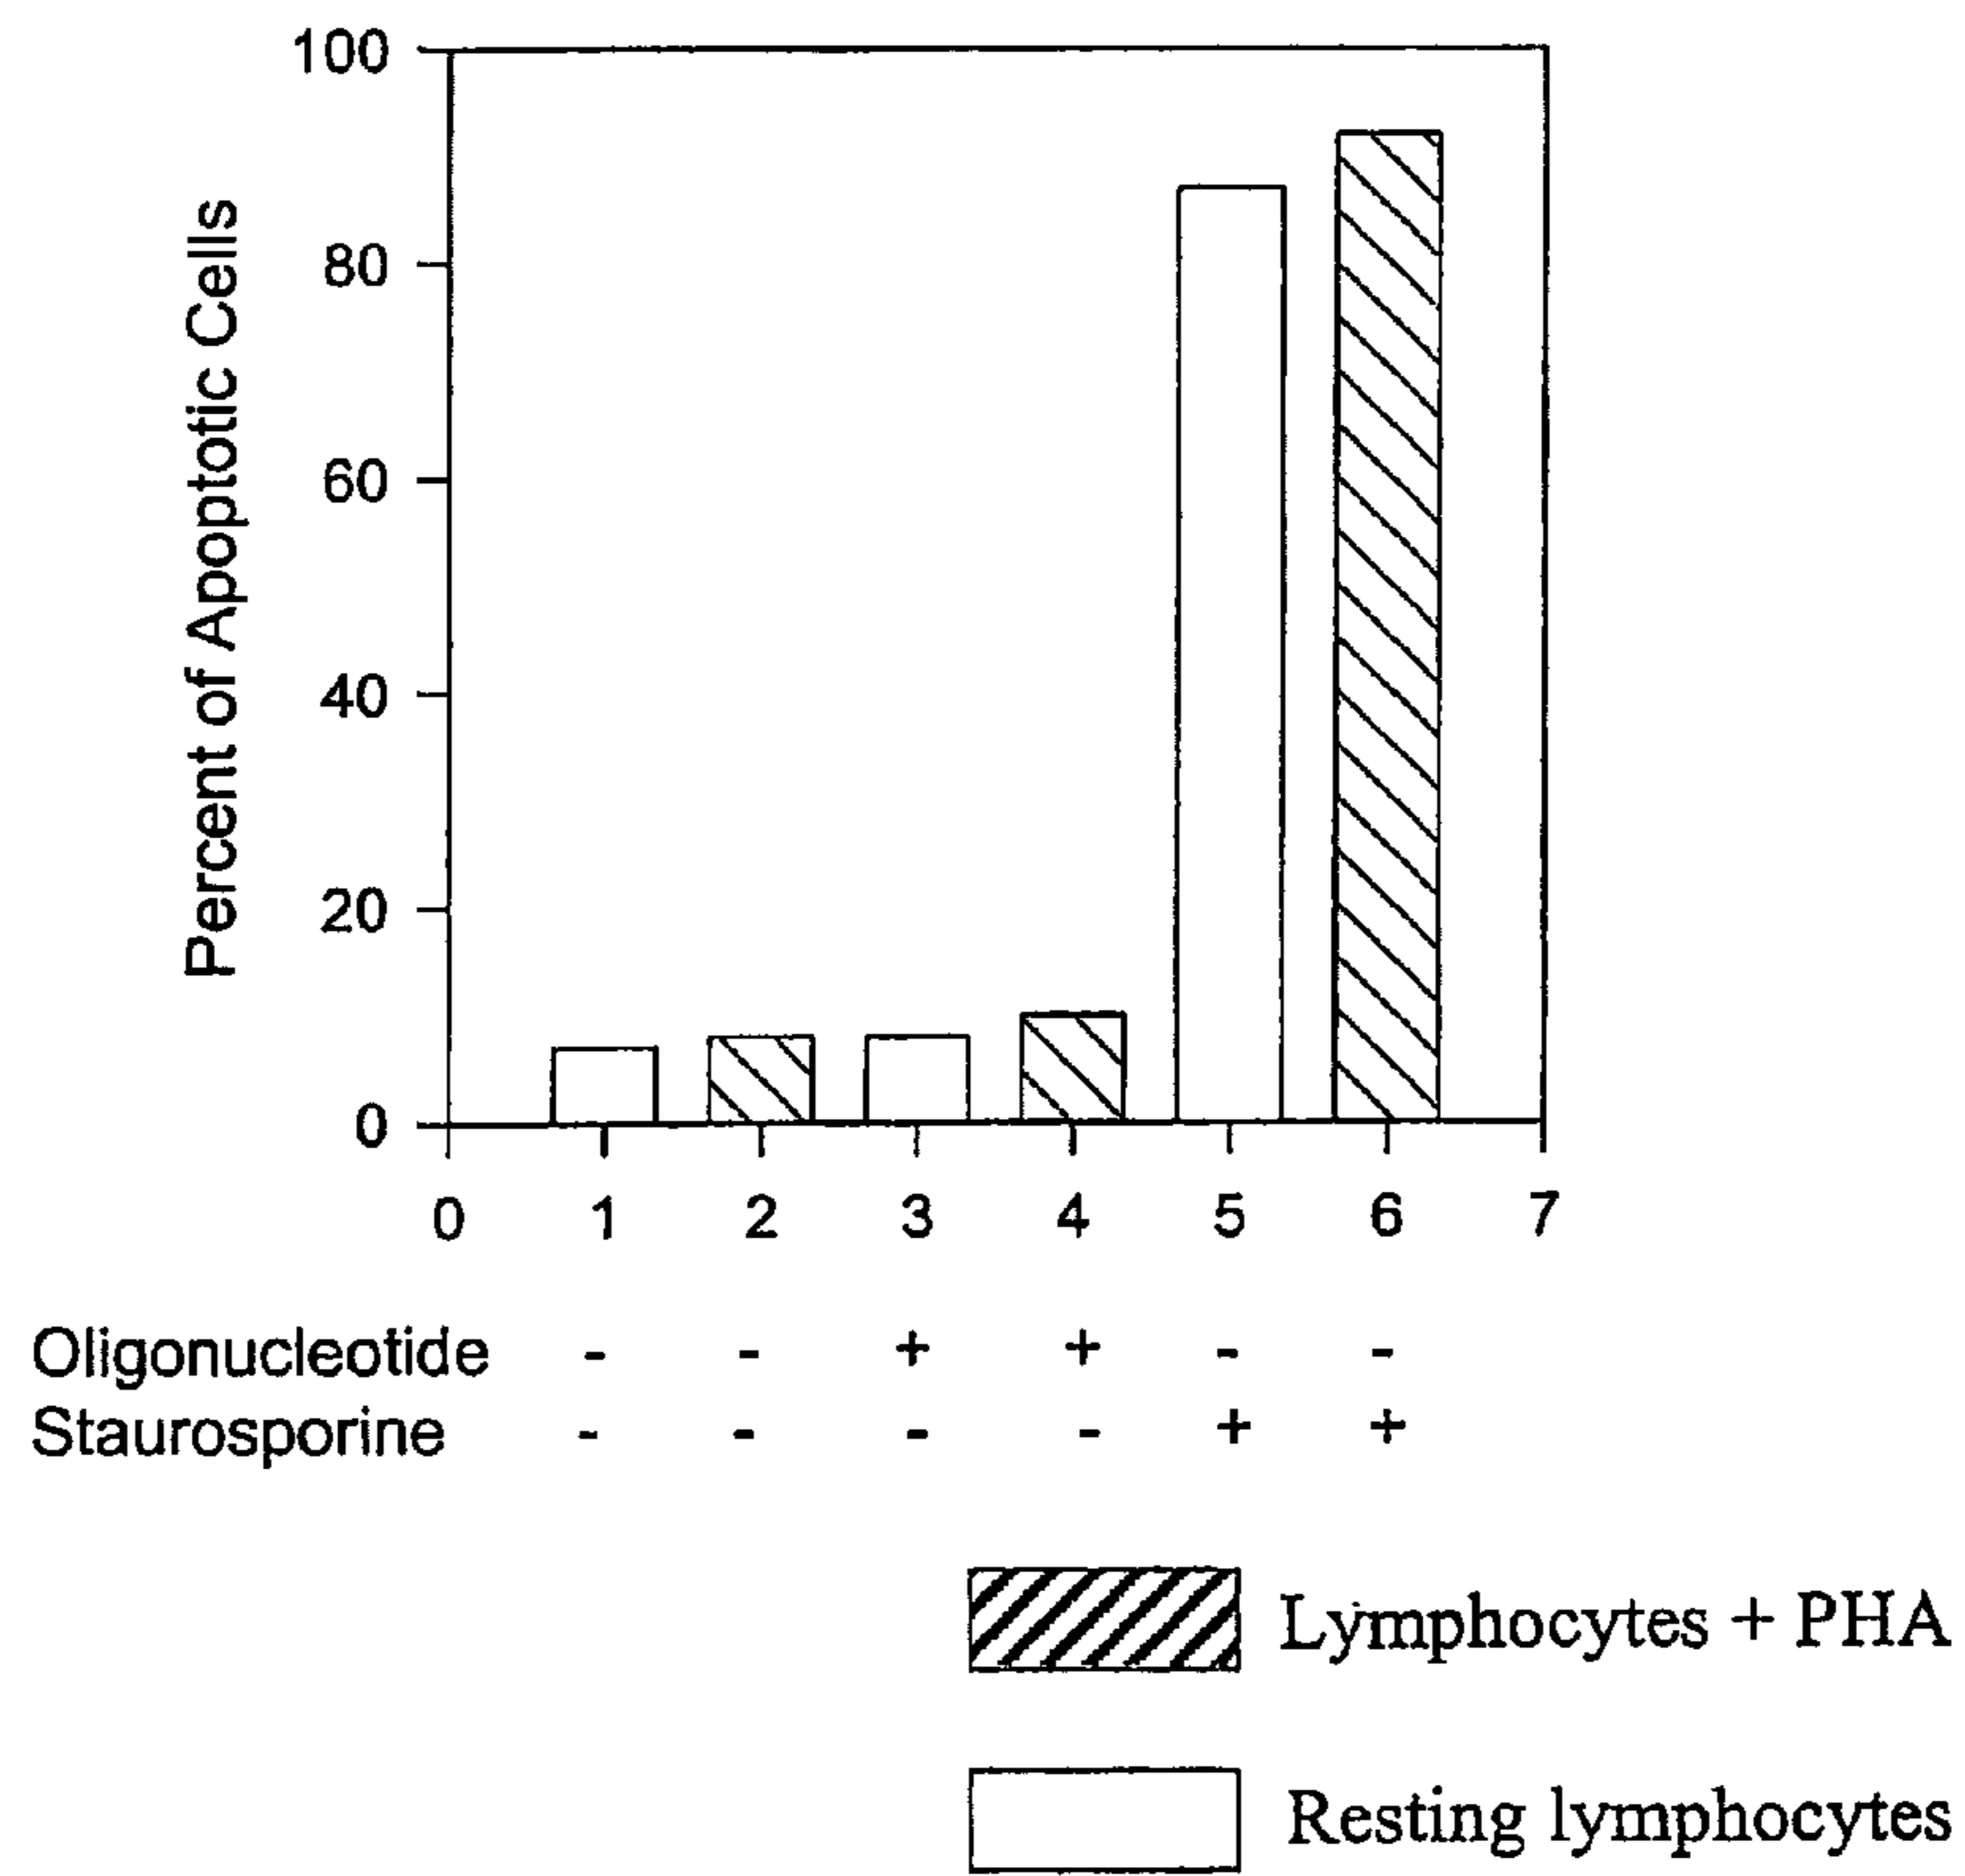 100
80
60
40
20
0
Percent of Apoptotic Cells
0 1 2 3 4 5 6 7
Oligonucleotide - - + + - -
Staurosporine - - - - + +
Lymphocytes + PHA
Resting lymphocytes